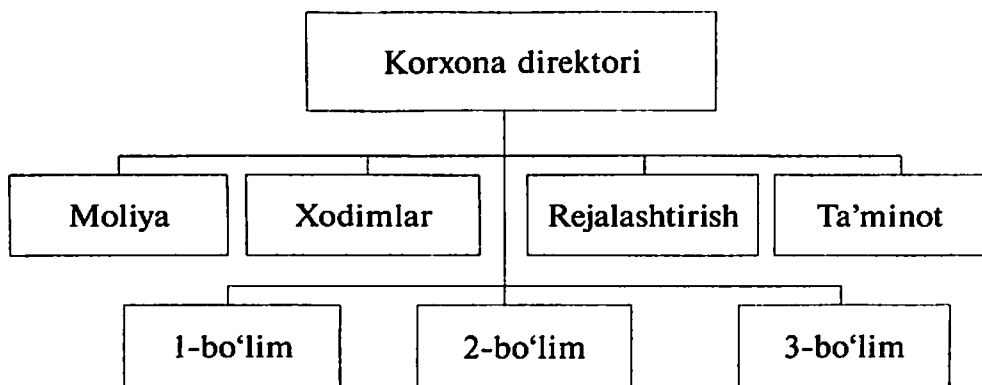 Korxona direktori
Moliya
Xodimlar
Rejalashtirish
Ta’minot
1-bo‘lim
2-bo‘lim
3-bo‘lim